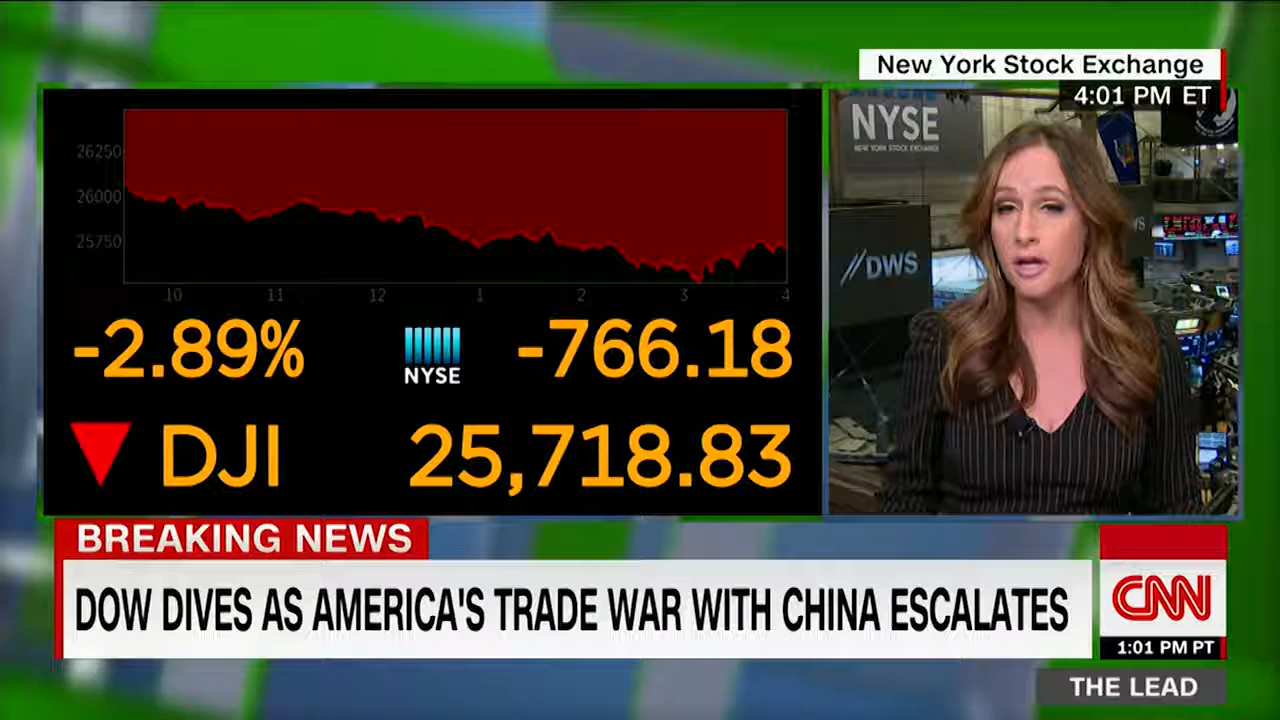 New York Stock Exchange
4:01 PM ET
26250
26000
25750
10 11 12 1 2 3 4
-2.89% NYSE -766.18
DJI 25,718.83
NYSE
NEW YORK STOCK EXCHANGE
DWS
BREAKING NEWS
DOW DIVES AS AMERICA'S TRADE WAR WITH CHINA ESCALATES
CNN
1:01 PM PT
THE LEAD